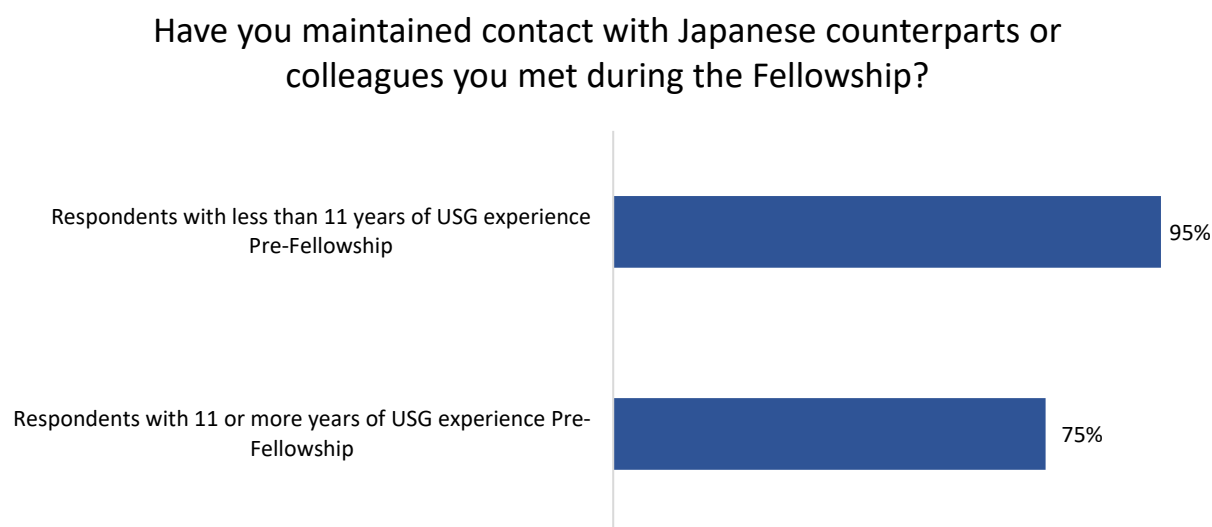 Have you maintained contact with Japanese counterparts or
colleagues you met during the Fellowship?
Respondents with less than 11 years of USG experience
Pre-Fellowship
95%
Respondents with 11 or more years of USG experience Pre-
Fellowship
75%